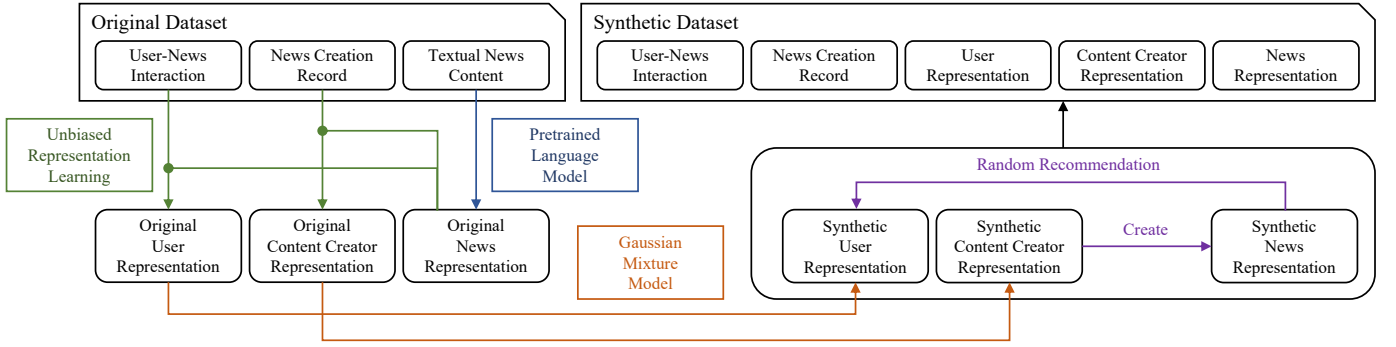 Original Dataset
User-News
Interaction
News Creation
Record
Textual News
Content
Synthetic Dataset
User-News
Interaction
News Creation
Record
User
Representation
Content Creator
Representation
News
Representation
Unbiased
Representation
Learning
Pretrained
Language
Model
Original
User
Representation
Original
Content Creator
Representation
Original
News
Representation
Gaussian
Mixture
Model
Random Recommendation
Synthetic
User
Representation
Synthetic
Content Creator
Representation
Create
Synthetic
News
Representation